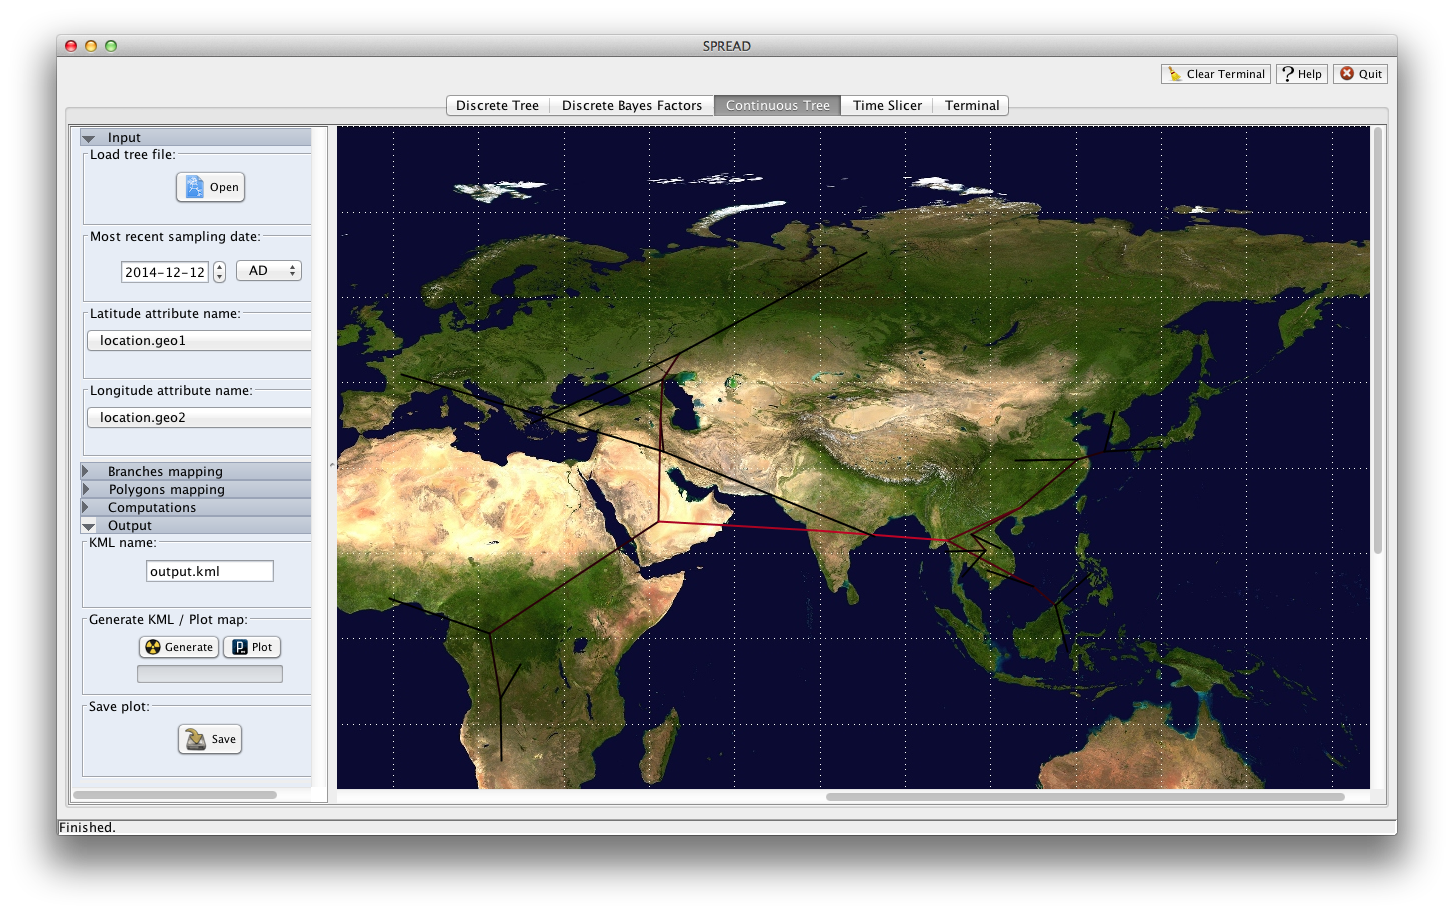 SPREAD
Clear Terminal
Help
Quit
Discrete Tree
Discrete Bayes Factors
Continuous Tree
Time Slicer
Terminal
Input
Load tree file:
Open
Most recent sampling date:
2014-12-12
AD
Latitude attribute name:
location.geo1
Longitude attribute name:
location.geo2
Branches mapping
Polygons mapping
Computations
Output
KML name:
output.kml
Generate KML / Plot map:
Generate
Plot
Save plot:
Save
Finished.